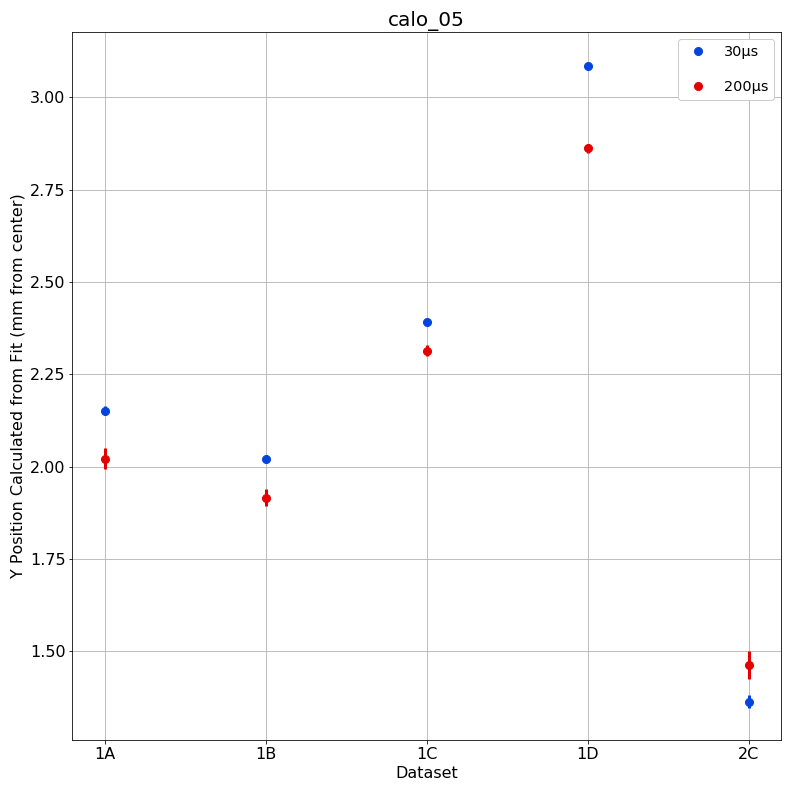 calo_05
30μs
200μs
Y Position Calculated from Fit (mm from center)
3.00
2.75
2.50
2.25
2.00
1.75
1.50
1A 1B 1C 1D 2C
Dataset